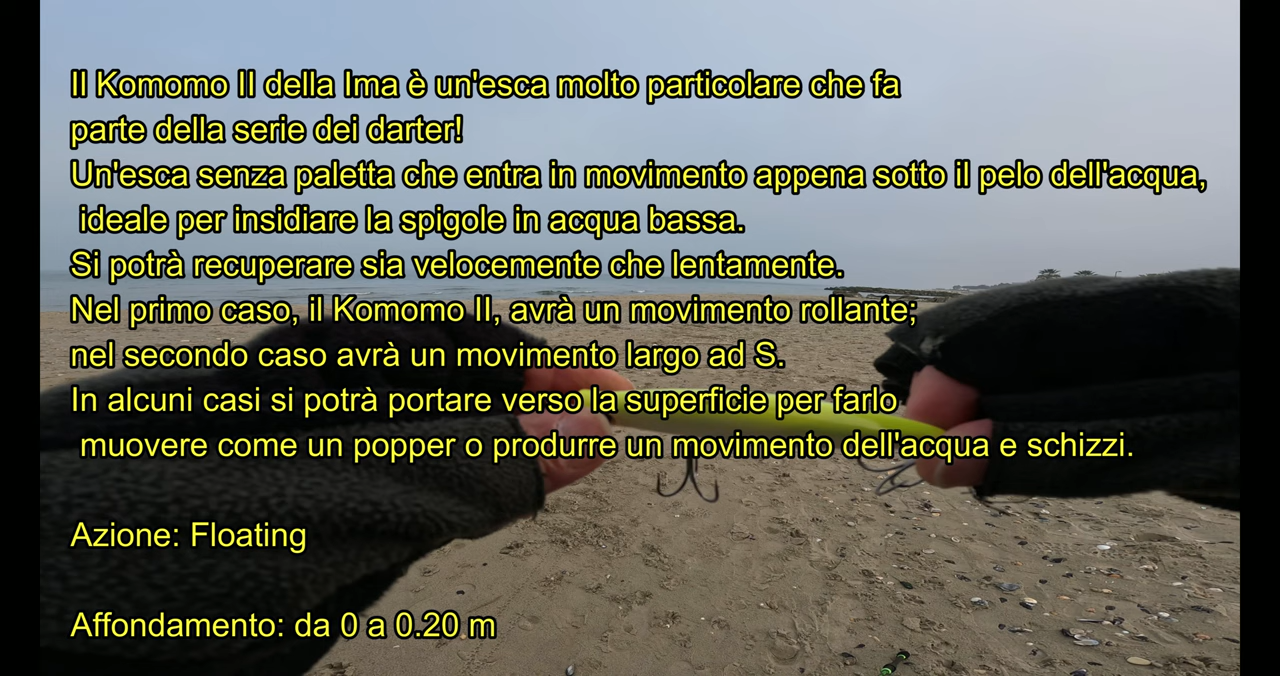 Il Komomo II della Ima è un'esca molto particolare che fa
parte della serie dei darter!
Un'esca senza paletta che entra in movimento appena sotto il pelo dell'acqua,
ideale per insidiare la spigole in acqua bassa.
Si potrà recuperare sia velocemente che lentamente.
Nel primo caso, il Komomo II, avrà un movimento rollante;
nel secondo caso avrà un movimento largo ad S.
In alcuni casi si potrà portare verso la superficie per farlo
muovere come un popper o produrre un movimento dell'acqua e schizzi.
Azione: Floating
Affondamento: da 0 a 0.20 m